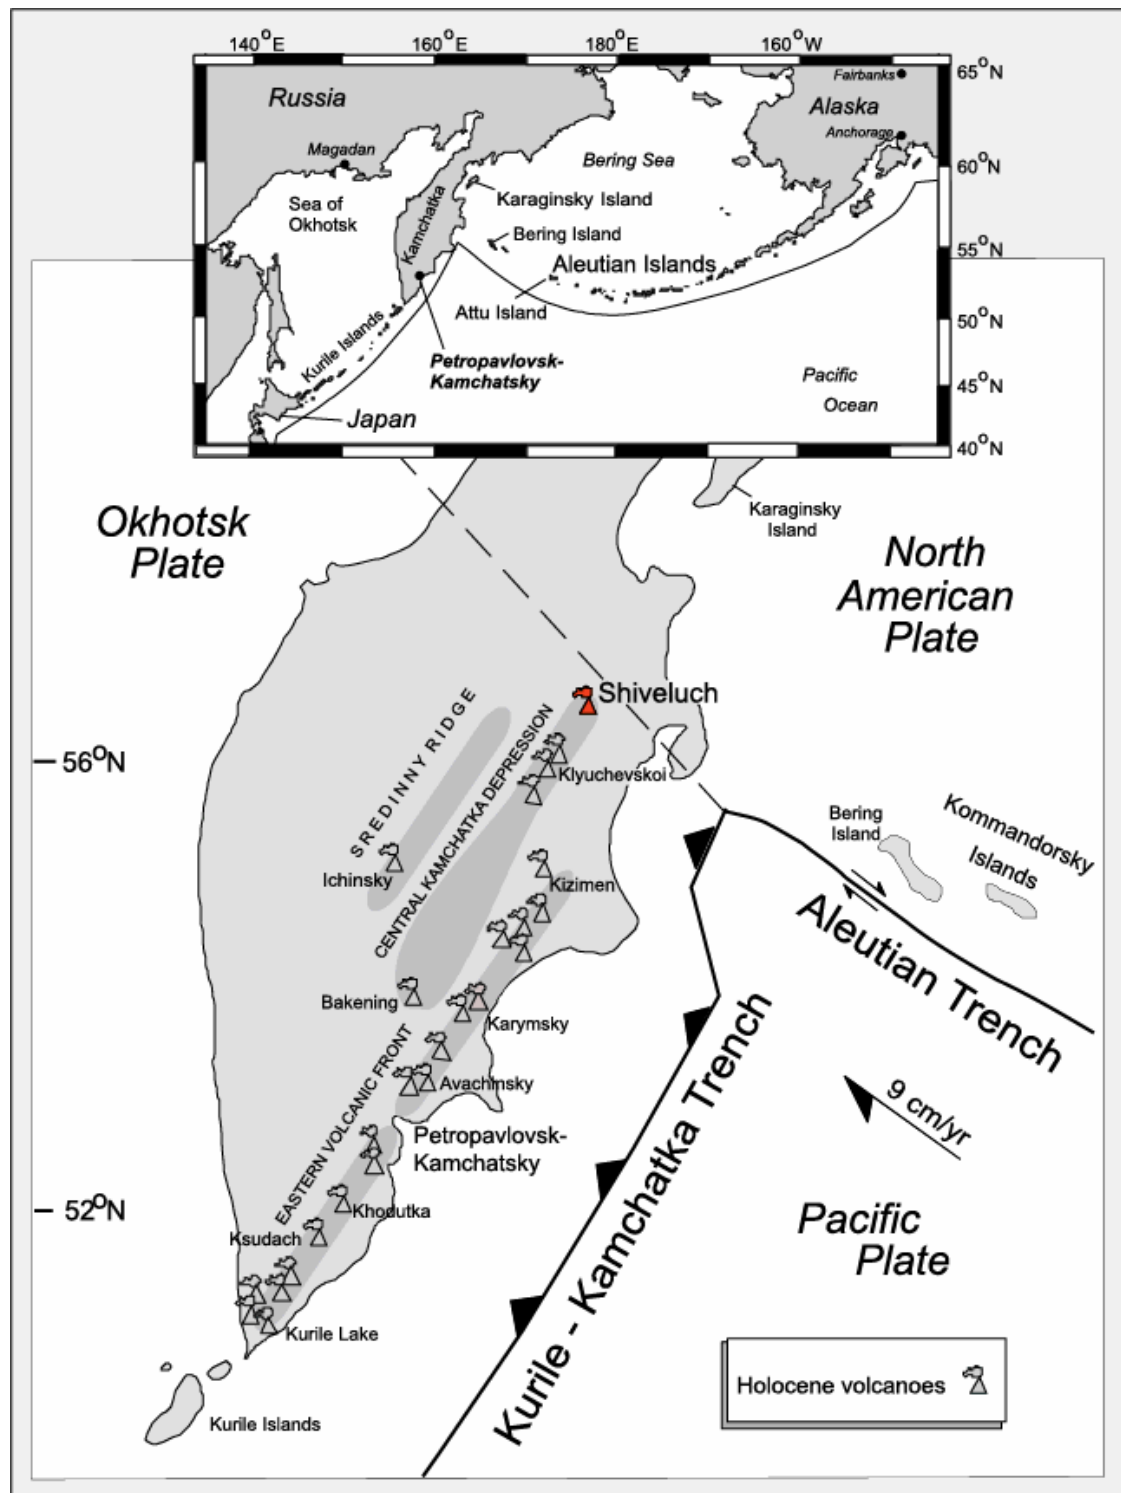 140°E 160°E 180°E 160°W
65°N
Fairbanks
Russia
Alaska
Anchorage
Magadan
Bering Sea
60°N
Karaginsky Island
Sea of
Okhotsk
Kamchatka
Bering Island
55°N
Aleutian Islands
Attu Island
50°N
Kurile Islands
Petropavlovsk-
Kamchatsky
Pacific
Ocean
45°N
Japan
40°N
Okhotsk
Plate
Karaginsky
Island
North
American
Plate
Shiveluch
SREDINNY RIDGE
CENTRAL KAMCHATKA DEPRESSION
56°N
Klyuchevskoi
Bering
Island
Kommandorsky
Islands
Ichinsky
Kizimen
Aleutian Trench
Bakening
Karymsky
EASTERN VOLCANIC FRONT
Avachinsky
9 cm/yr
Petropavlovsk-
Kamchatsky
Kurile - Kamchatka Trench
52°N
Khodutka
Ksudach
Pacific
Plate
Kurile Lake
Holocene volcanoes
Kurile Islands